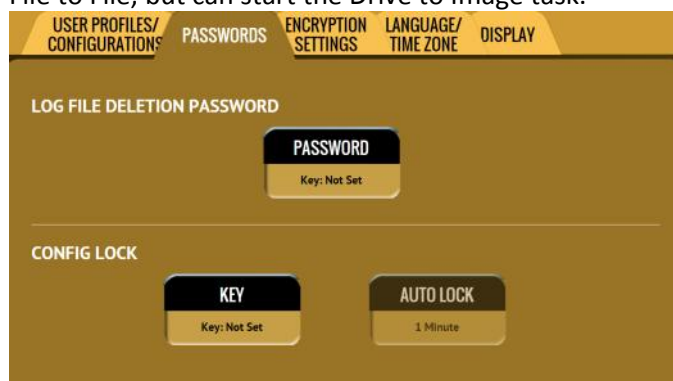 File to File, but can start the Drive to Image task.
USER PROFILES/
CONFIGURATIONS
PASSWORDS
ENCRYPTION
SETTINGS
LANGUAGE/
TIME ZONE
DISPLAY
LOG FILE DELETION PASSWORD
PASSWORD
Key: Not Set
CONFIG LOCK
KEY
Key: Not Set
AUTO LOCK
1 Minute